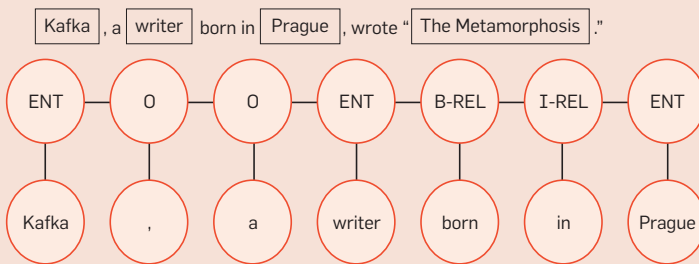 Kafka , a writer born in Prague , wrote “ The Metamorphosis .”
ENT O O ENT B-REL I-REL ENT
Kafka , a writer born in Prague